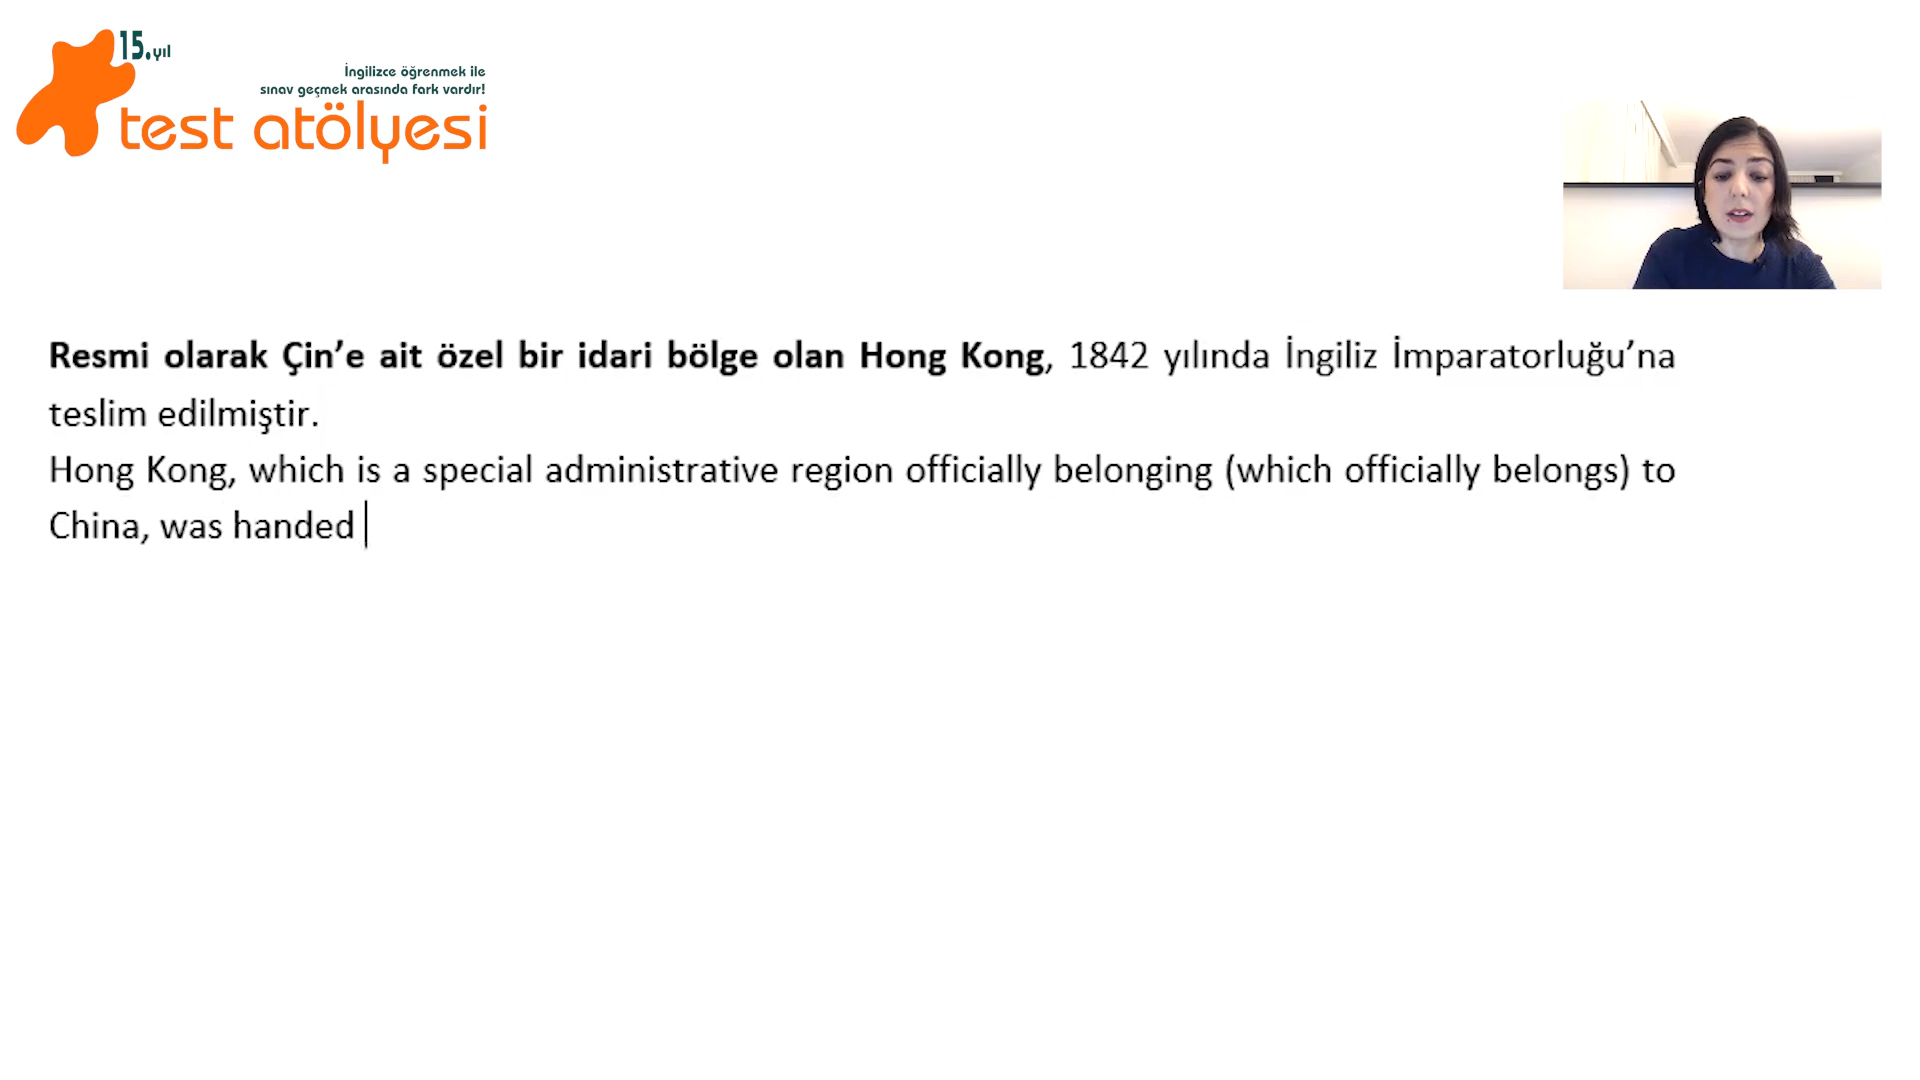 15.yıl
İngilizce öğrenmek ile
sınav geçmek arasında fark vardır!
test atölyesi
Resmi olarak Çin’e ait özel bir idari bölge olan Hong Kong, 1842 yılında İngiliz İmparatorluğu’na
teslim edilmiştir.
Hong Kong, which is a special administrative region officially belonging (which officially belongs) to
China, was handed